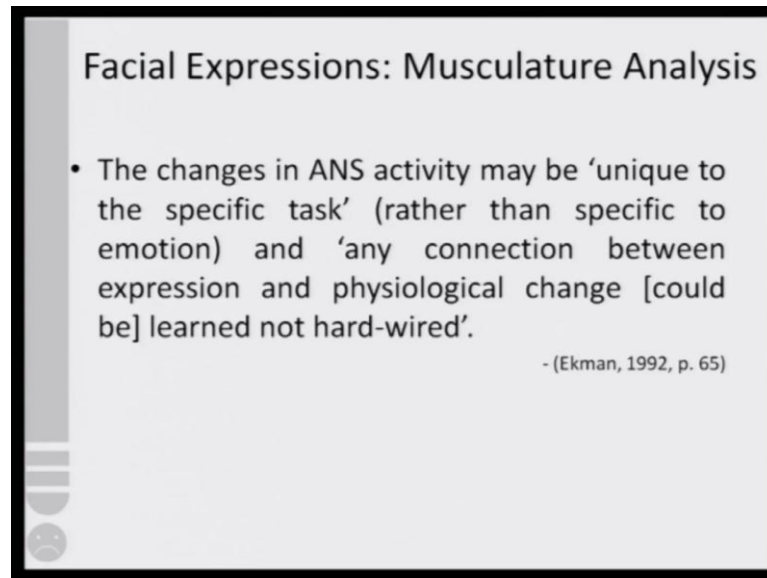 Facial Expressions: Musculature Analysis
• The changes in ANS activity may be ‘unique to
the specific task’ (rather than specific to
emotion) and ‘any connection between
expression and physiological change [could
be] learned not hard-wired’.
- (Ekman, 1992, p. 65)